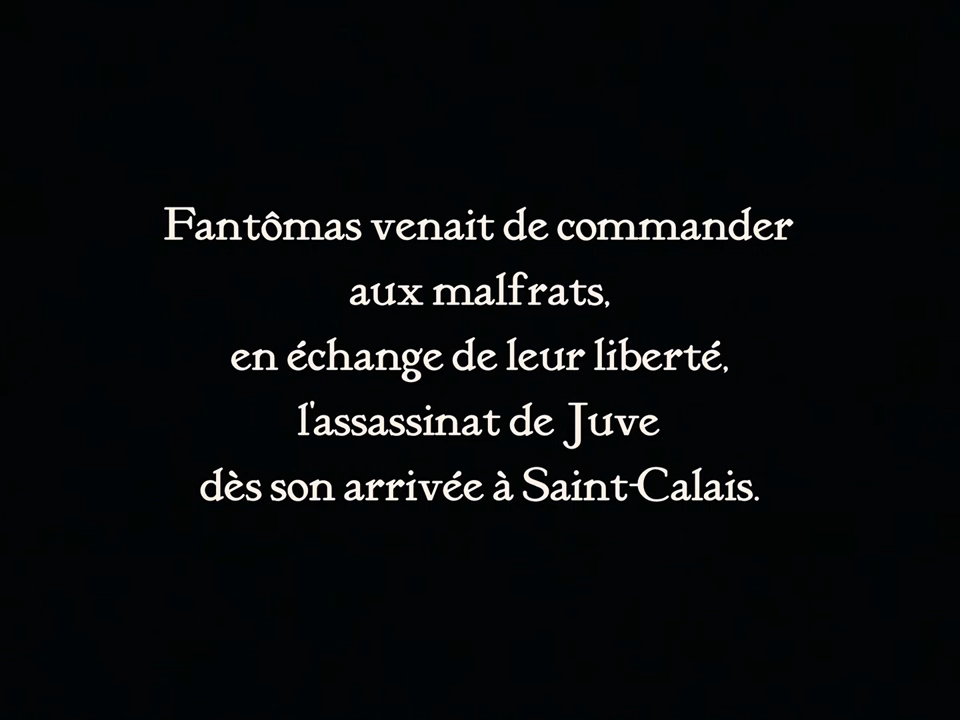 Fantômas venait de commander
aux malfrats,
en échange de leur liberté,
l'assassinat de Juve
dès son arrivée à Saint-Calais.